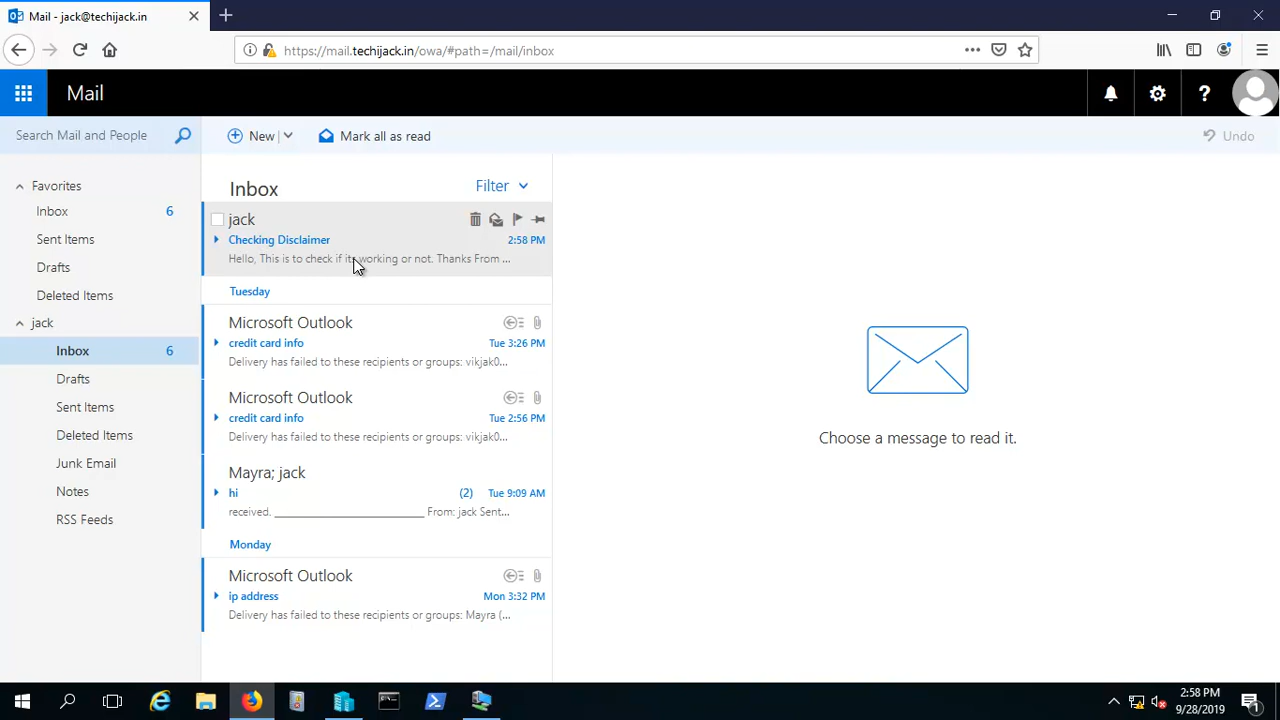 Mail - jack@techijack.in
https://mail.techijack.in/owa/#path=/mail/inbox
Mail
Search Mail and People
New
Mark all as read
Undo
Favorites
Inbox 6
Sent Items
Drafts
Deleted Items
jack
Inbox 6
Drafts
Sent Items
Deleted Items
Junk Email
Notes
RSS Feeds
Inbox
Filter
jack
Checking Disclaimer 2:58 PM
Hello, This is to check if its working or not. Thanks From ...
Tuesday
Microsoft Outlook
credit card info Tue 3:26 PM
Delivery has failed to these recipients or groups: vikjak0...
Microsoft Outlook
credit card info Tue 2:56 PM
Delivery has failed to these recipients or groups: vikjak0...
Mayra; jack
hi (2) Tue 9:09 AM
received. ________________________ From: jack Sent...
Monday
Microsoft Outlook
ip address Mon 3:32 PM
Delivery has failed to these recipients or groups: Mayra (...
Choose a message to read it.
2:58 PM
9/28/2019
1